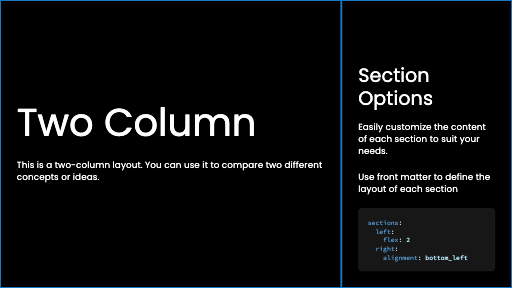 Two Column
This is a two-column layout. You can use it to compare two different
concepts or ideas.
Section
Options
Easily customize the content
of each section to suit your
needs.
Use front matter to define the
layout of each section
sections:
  left:
    flex: 2
  right:
    alignment: bottom_left